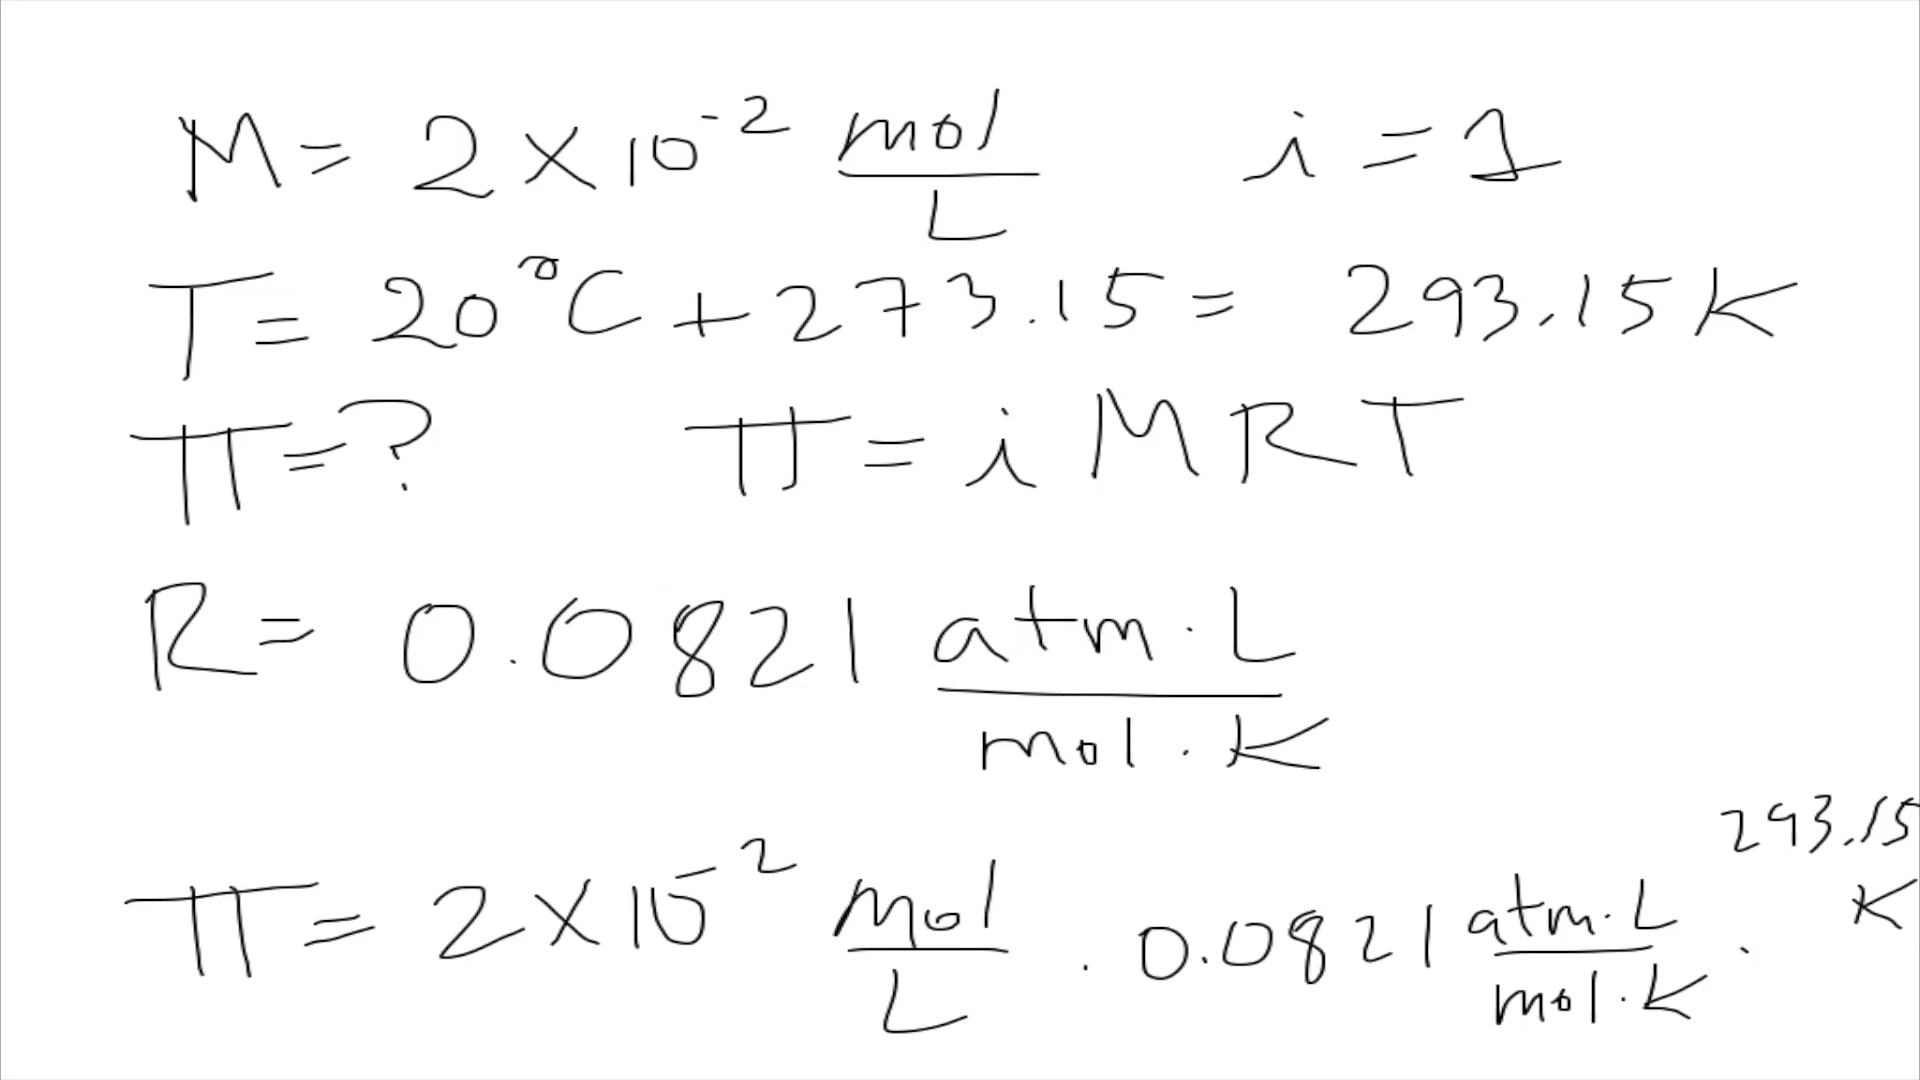 M = 2 × 10⁻² mol/L i = 1
T = 20°C + 273.15 = 293.15 K
π = ? π = i M R T
R = 0.0821 atm·L/mol·K
π = 2 × 10⁻² mol/L · 0.0821 atm·L/mol·K · 293.15 K